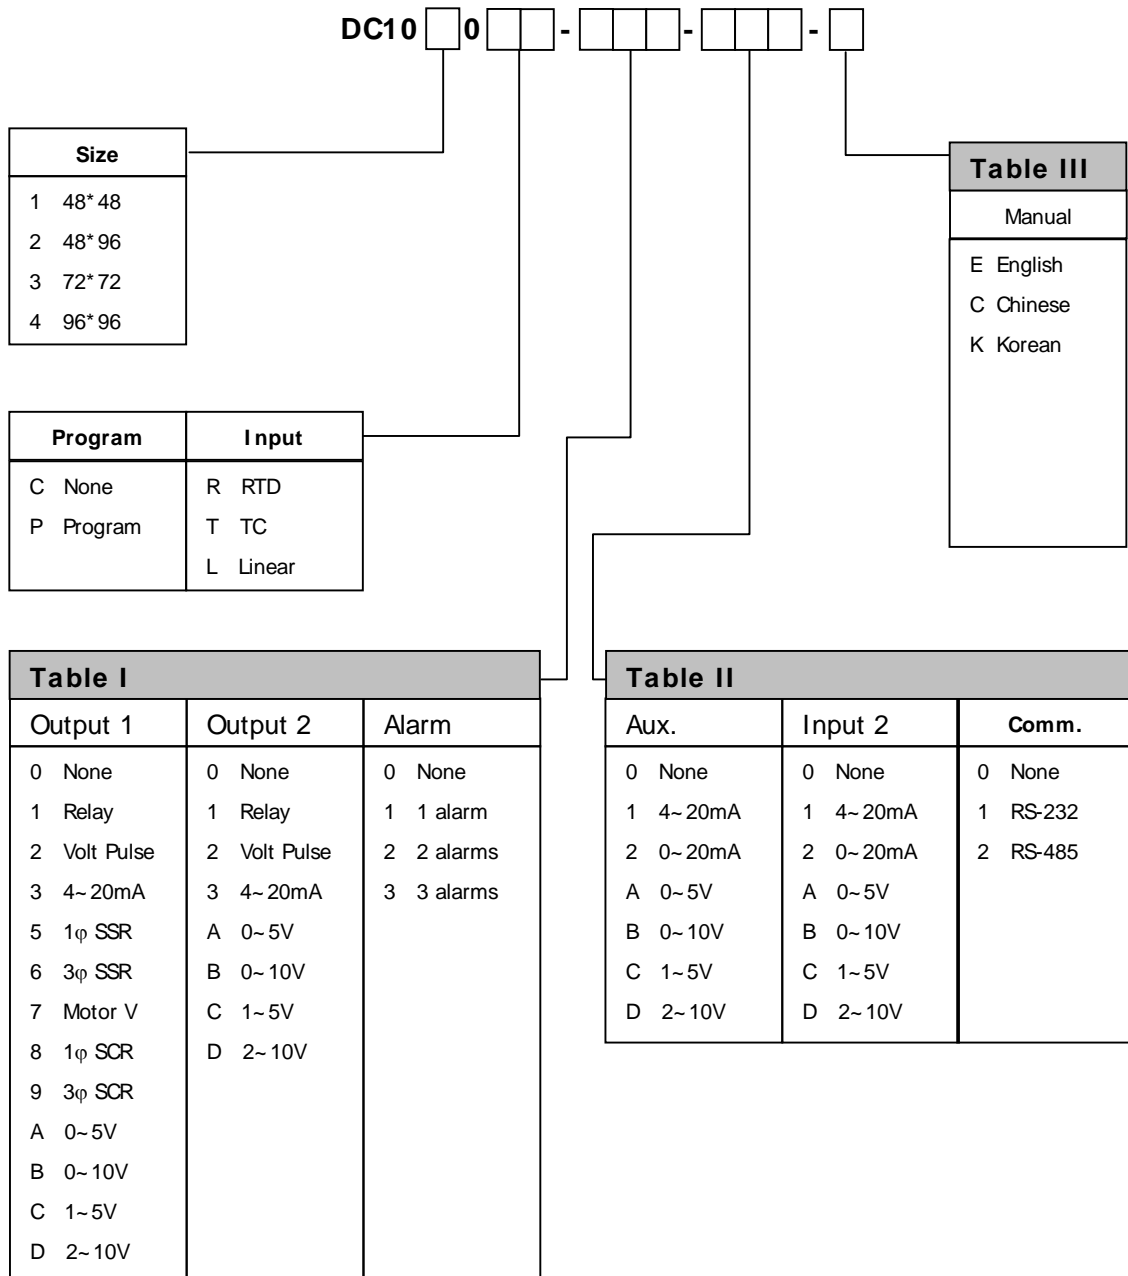 DC10 0 - - -
Size
1 48*48
2 48*96
3 72*72
4 96*96
Table III
Manual
E English
C Chinese
K Korean
Program Input
C None R RTD
P Program T TC
L Linear
Table I
Output 1 Output 2 Alarm
0 None 0 None 0 None
1 Relay 1 Relay 1 1 alarm
2 Volt Pulse 2 Volt Pulse 2 2 alarms
3 4~20mA 3 4~20mA 3 3 alarms
5 1φ SSR A 0~5V
6 3φ SSR B 0~10V
7 Motor V C 1~5V
8 1φ SCR D 2~10V
9 3φ SCR
A 0~5V
B 0~10V
C 1~5V
D 2~10V
Table II
Aux. Input 2 Comm.
0 None 0 None 0 None
1 4~20mA 1 4~20mA 1 RS-232
2 0~20mA 2 0~20mA 2 RS-485
A 0~5V A 0~5V
B 0~10V B 0~10V
C 1~5V C 1~5V
D 2~10V D 2~10V